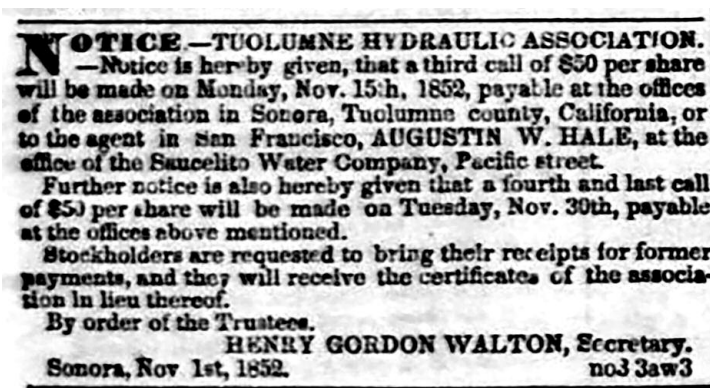 NOTICE.—TUOLUMNE HYDRAULIC ASSOCIATION.
—Notice is hereby given, that a third call of $50 per share
will be made on Monday, Nov. 15th, 1852, payable at the offices
of the association in Sonora, Tuolumne county, California, or
to the agent in San Francisco, AUGUSTIN W. HALE, at the
office of the Saucelito Water Company, Pacific street.
Further notice is also hereby given that a fourth and last call
of $50 per share will be made on Tuesday, Nov. 30th, payable
at the offices above mentioned.
Stockholders are requested to bring their receipts for former
payments, and they will receive the certificates of the associa-
tion in lieu thereof.
By order of the Trustees.
HENRY GORDON WALTON, Secretary.
Sonora, Nov 1st, 1852. no3 3aw3